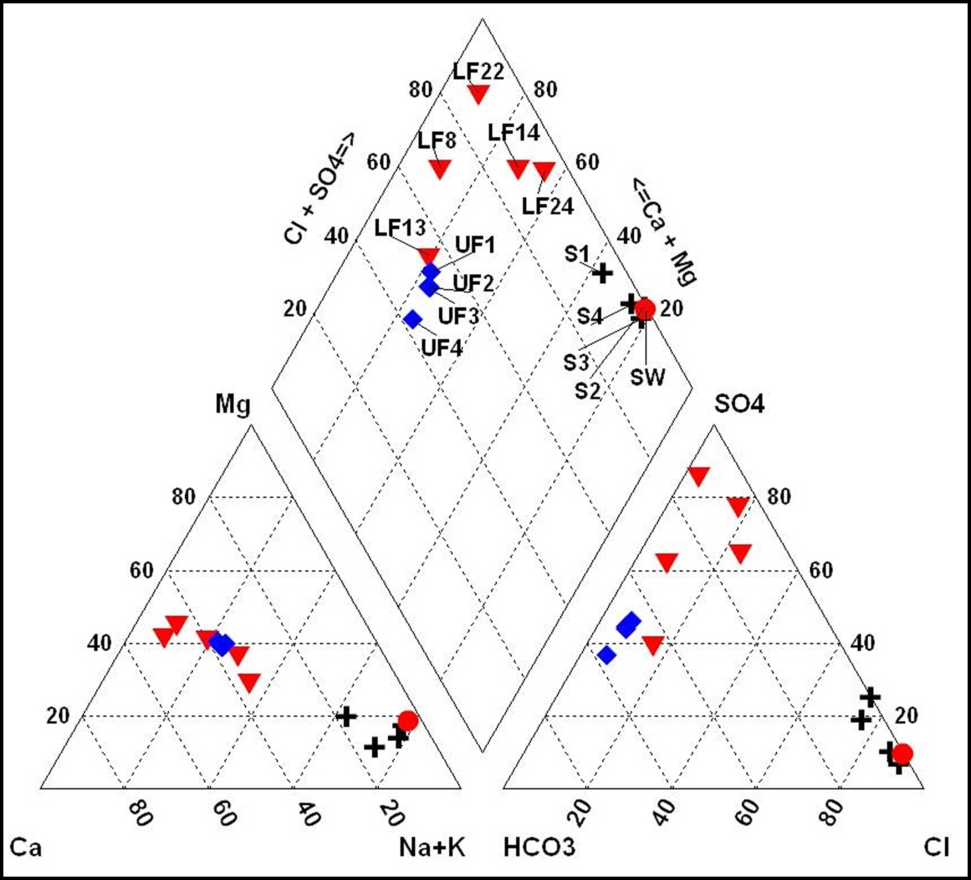 LF22
80 80
LF14
LF8
60 60
Cl + SO4=>
<=Ca + Mg
LF24
LF13
40 40
UF1
S1
UF2
20 20
UF3
S4
UF4
S3
SW
S2
Mg SO4
80 80
60 60
40 40
20 20
80 60 40 20 20 40 60 80
Ca Na+K HCO3 Cl